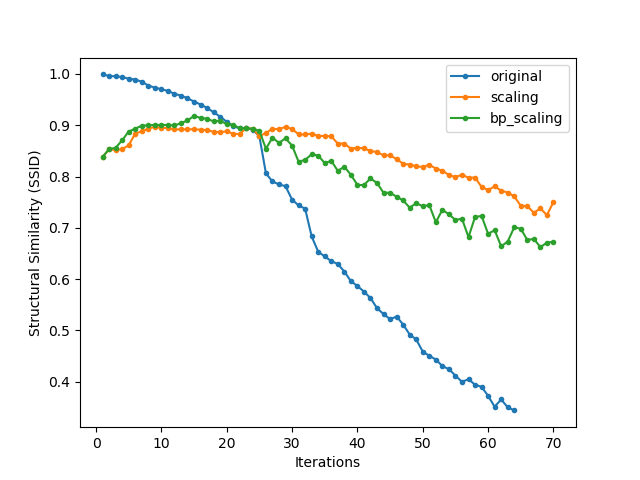 original
scaling
bp_scaling
1.0
0.9
0.8
0.7
0.6
0.5
0.4
Structural Similarity (SSID)
0 10 20 30 40 50 60 70
Iterations